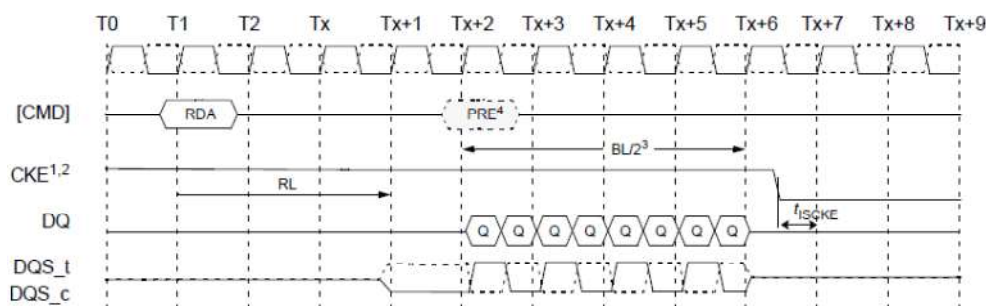 T0 T1 T2 Tx Tx+1 Tx+2 Tx+3 Tx+4 Tx+5 Tx+6 Tx+7 Tx+8 Tx+9
[CMD] RDA PRE⁴
BL/2³
CKE¹,²
RL
tISCKE
DQ Q Q Q Q Q Q Q Q
DQS_t
DQS_c